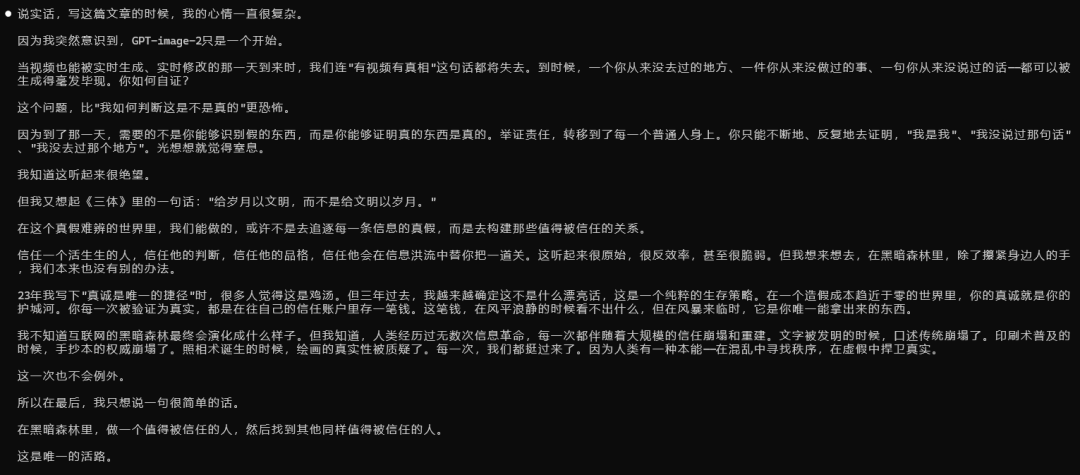 ● 说实话，写这篇文章的时候，我的心情一直很复杂。
因为我突然意识到，GPT-image-2只是一个开始。
当视频也能被实时生成、实时修改的那一天到来时，我们连"有视频有真相"这句话都将失去。到时候，一个你从来没去过的地方、一件你从来没做过的事、一句你从来没说过的话——都可以被
生成得毫发毕现。你如何自证？
这个问题，比"我如何判断这是不是真的"更恐怖。
因为到了那一天，需要的不是你能够识别假的东西，而是你能够证明真的东西是真的。举证责任，转移到了每一个普通人身上。你只能不断地、反复地去证明，"我是我"、"我没说过那句话"
、"我没去过那个地方"。光想想就觉得窒息。
我知道这听起来很绝望。
但我又想起《三体》里的一句话："给岁月以文明，而不是给文明以岁月。"
在这个真假难辨的世界里，我们能做的，或许不是去追逐每一条信息的真假，而是去构建那些值得被信任的关系。
信任一个活生生的人，信任他的判断，信任他的品格，信任他会在信息洪流中替你把一道关。这听起来很原始，很反效率，甚至很脆弱。但我想来想去，在黑暗森林里，除了攥紧身边人的手
，我们本来也没有别的办法。
23年我写下"真诚是唯一的捷径"时，很多人觉得这是鸡汤。但三年过去，我越来越确定这不是什么漂亮话，这是一个纯粹的生存策略。在一个造假成本趋近于零的世界里，你的真诚就是你的
护城河。你每一次被验证为真实，都是在往自己的信任账户里存一笔钱。这笔钱，在风平浪静的时候看不出什么，但在风暴来临时，它是你唯一能拿出来的东西。
我不知道互联网的黑暗森林最终会演化成什么样子。但我知道，人类经历过无数次信息革命，每一次都伴随着大规模的信任崩塌和重建。文字被发明的时候，口述传统崩塌了。印刷术普及的
时候，手抄本的权威崩塌了。照相术诞生的时候，绘画的真实性被质疑了。每一次，我们都挺过来了。因为人类有一种本能——在混乱中寻找秩序，在虚假中捍卫真实。
这一次也不会例外。
所以在最后，我只想说一句很简单的话。
在黑暗森林里，做一个值得被信任的人，然后找到其他同样值得被信任的人。
这是唯一的活路。